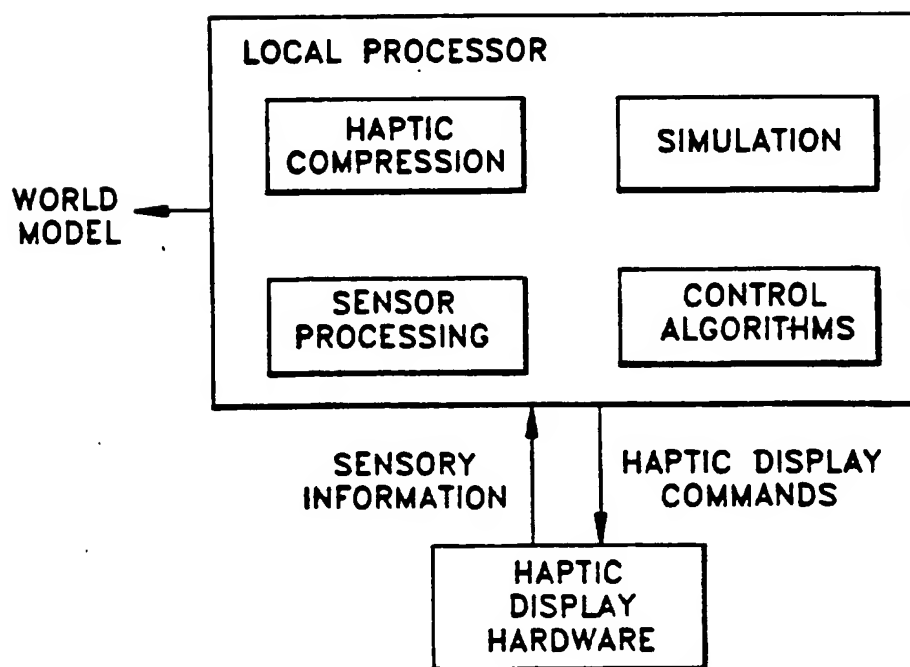 LOCAL PROCESSOR
HAPTIC
COMPRESSION
SIMULATION
WORLD
MODEL
SENSOR
PROCESSING
CONTROL
ALGORITHMS
SENSORY
INFORMATION
HAPTIC DISPLAY
COMMANDS
HAPTIC
DISPLAY
HARDWARE